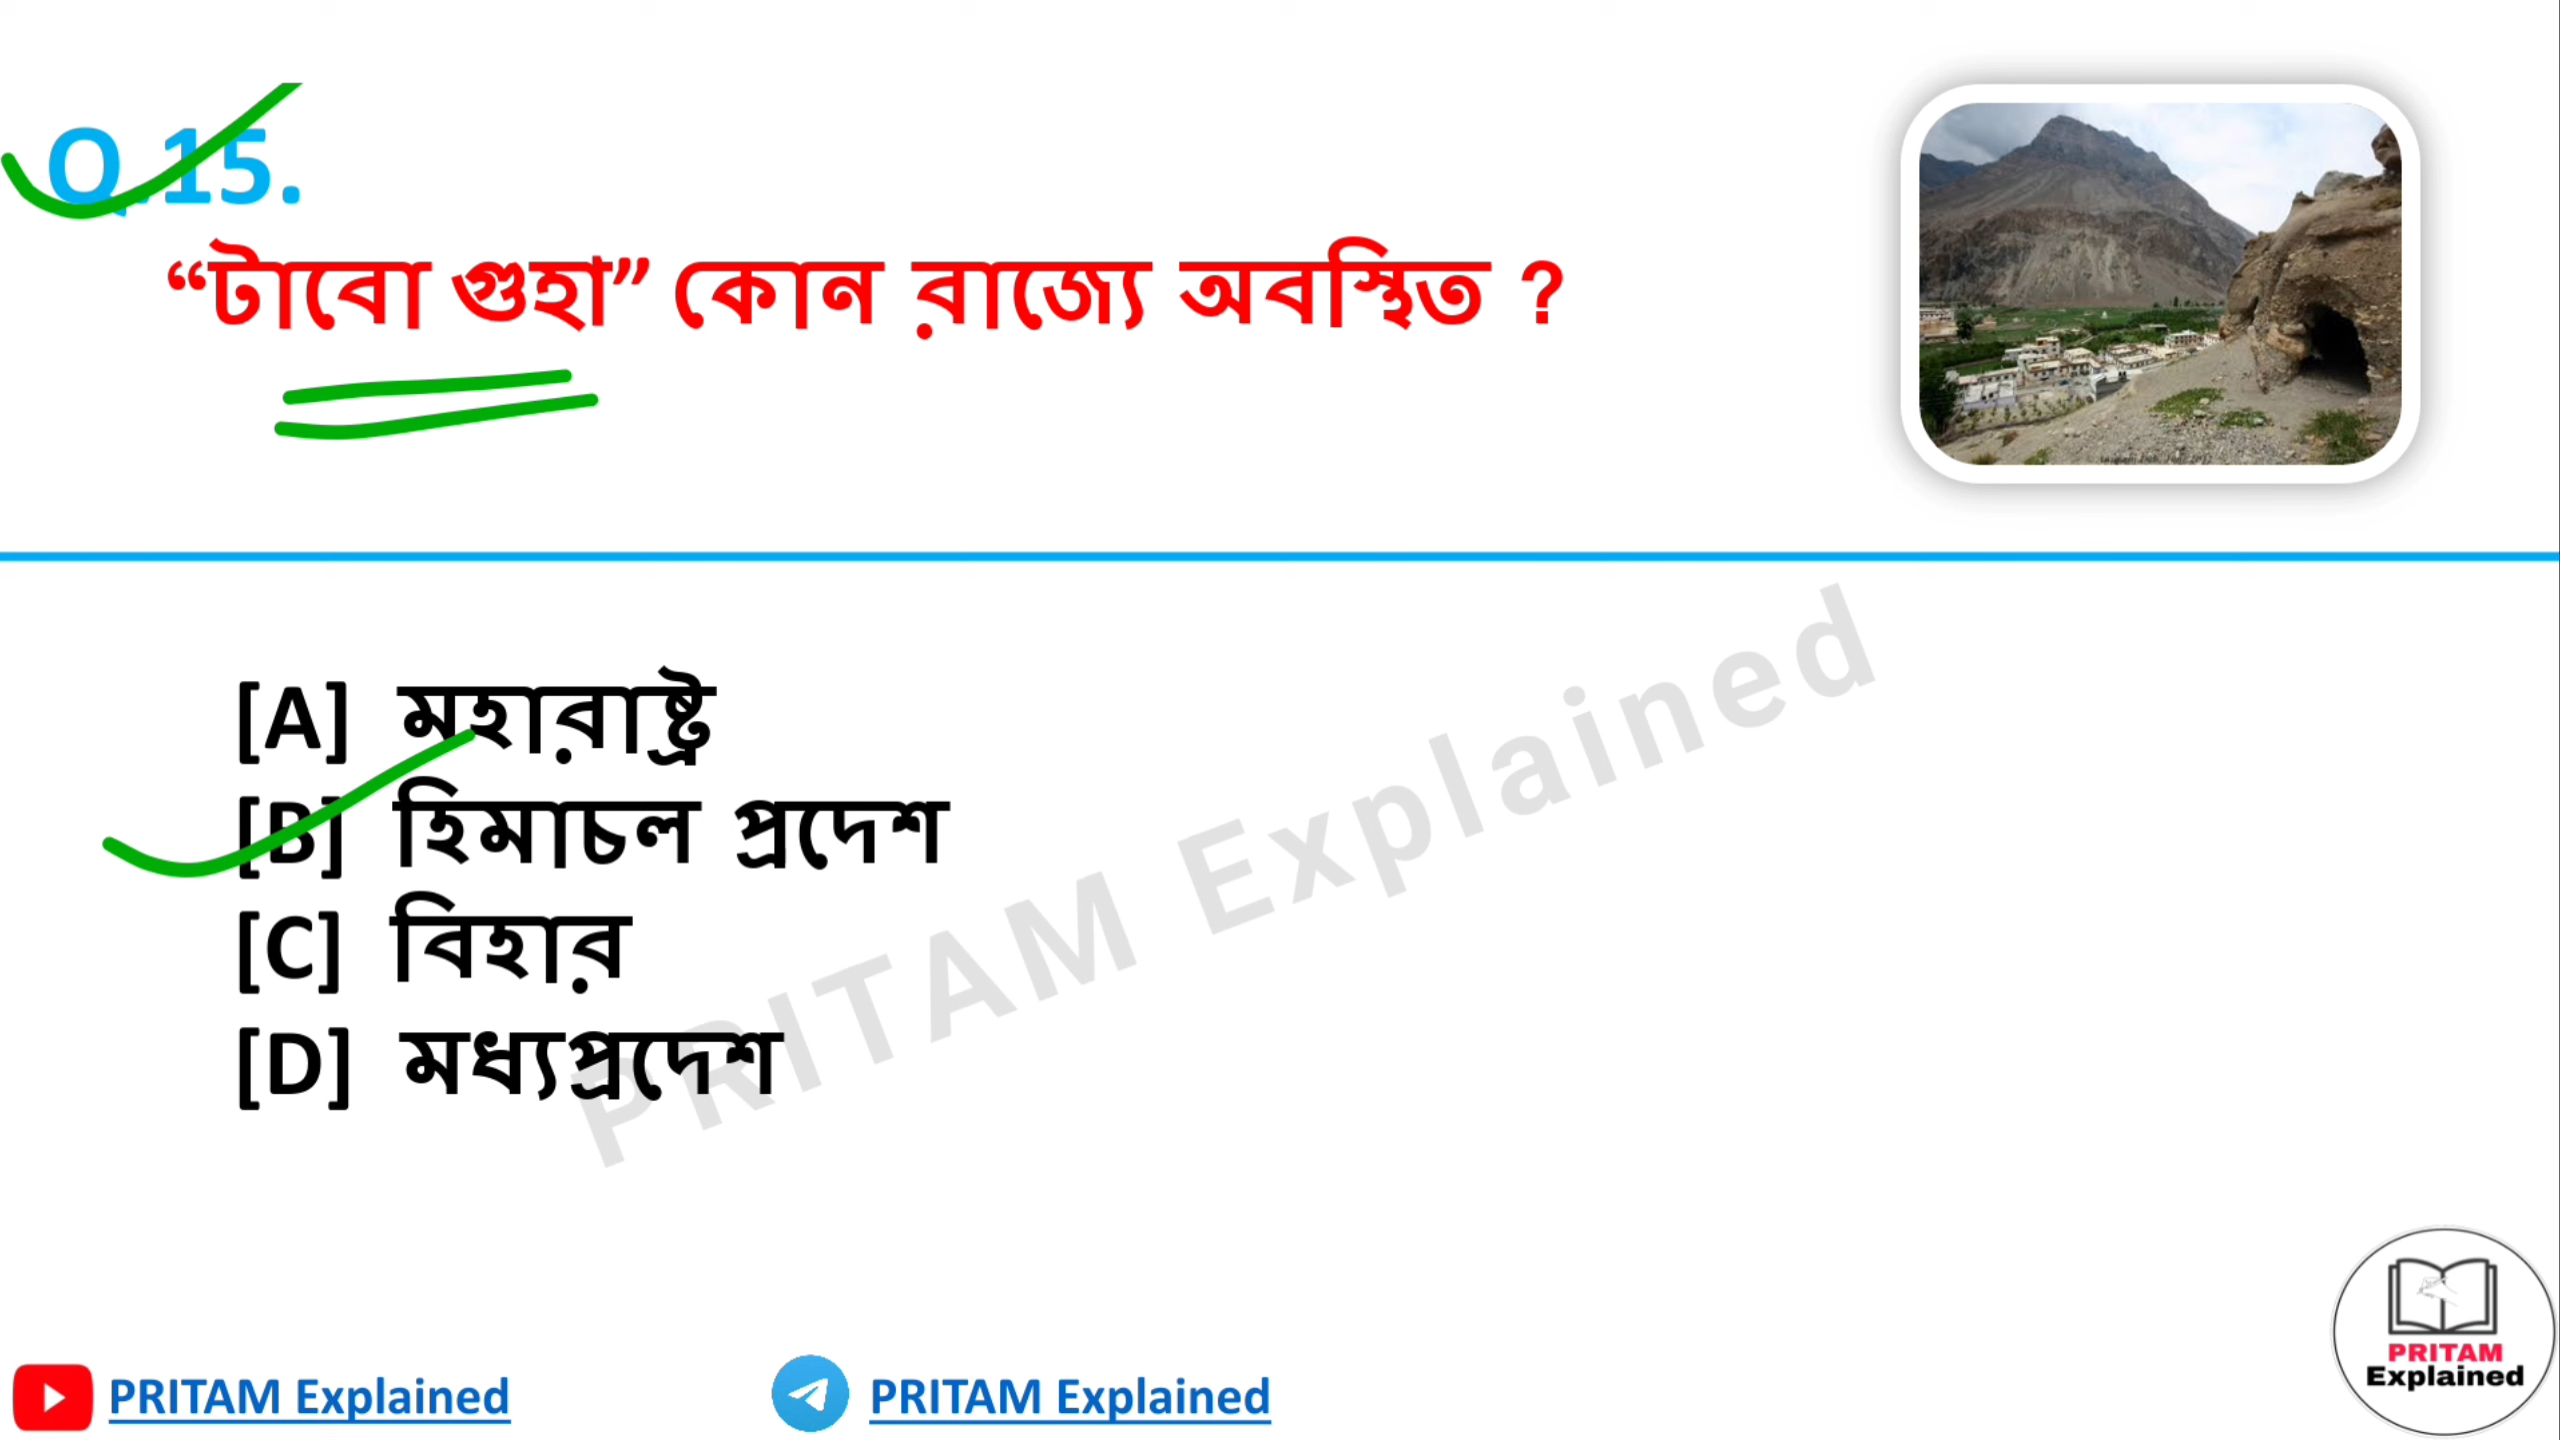 Q.15.
“টাবো গুহা” কোন রাজ্যে অবস্থিত ?
[A] মহারাষ্ট্র
[B] হিমাচল প্রদেশ
[C] বিহার
[D] মধ্যপ্রদেশ
PRITAM Explained
PRITAM Explained
PRITAM Explained
PRITAM
Explained